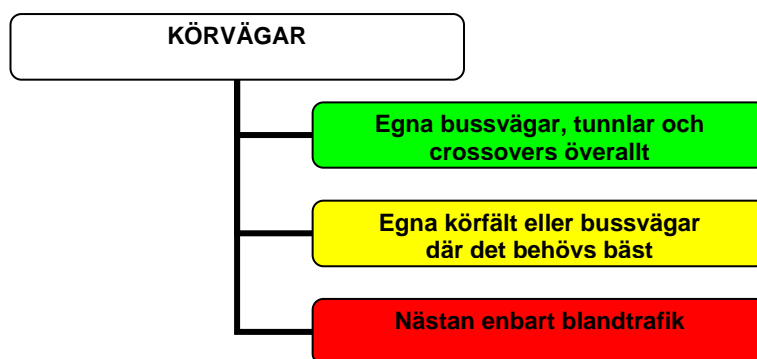 KÖRVÄGAR
Egna bussvägar, tunnlar och
crossovers överallt
Egna körfält eller bussvägar
där det behövs bäst
Nästan enbart blandtrafik